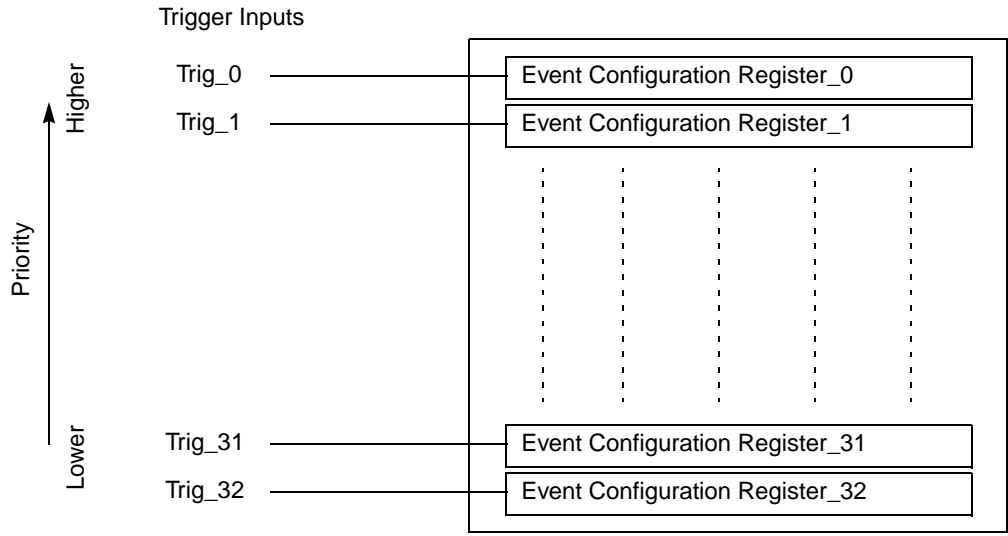 Trigger Inputs
Higher
Trig_0
Event Configuration Register_0
Trig_1
Event Configuration Register_1
Priority
Lower
Trig_31
Event Configuration Register_31
Trig_32
Event Configuration Register_32